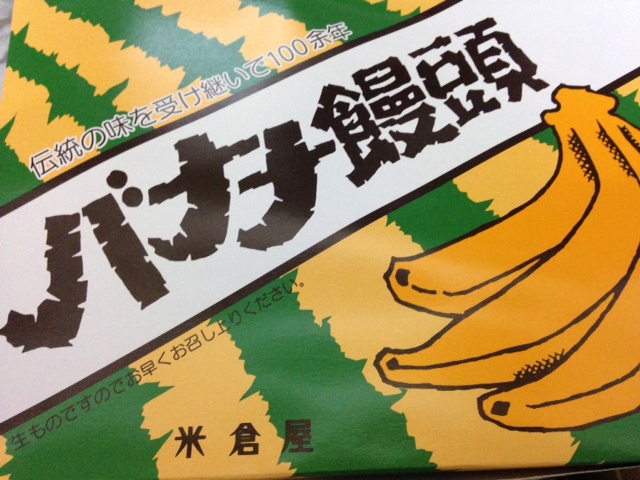 伝統の味を受け継いで100余年
バナナ饅頭
生ものですのでお早くお召し上りください。
米倉屋